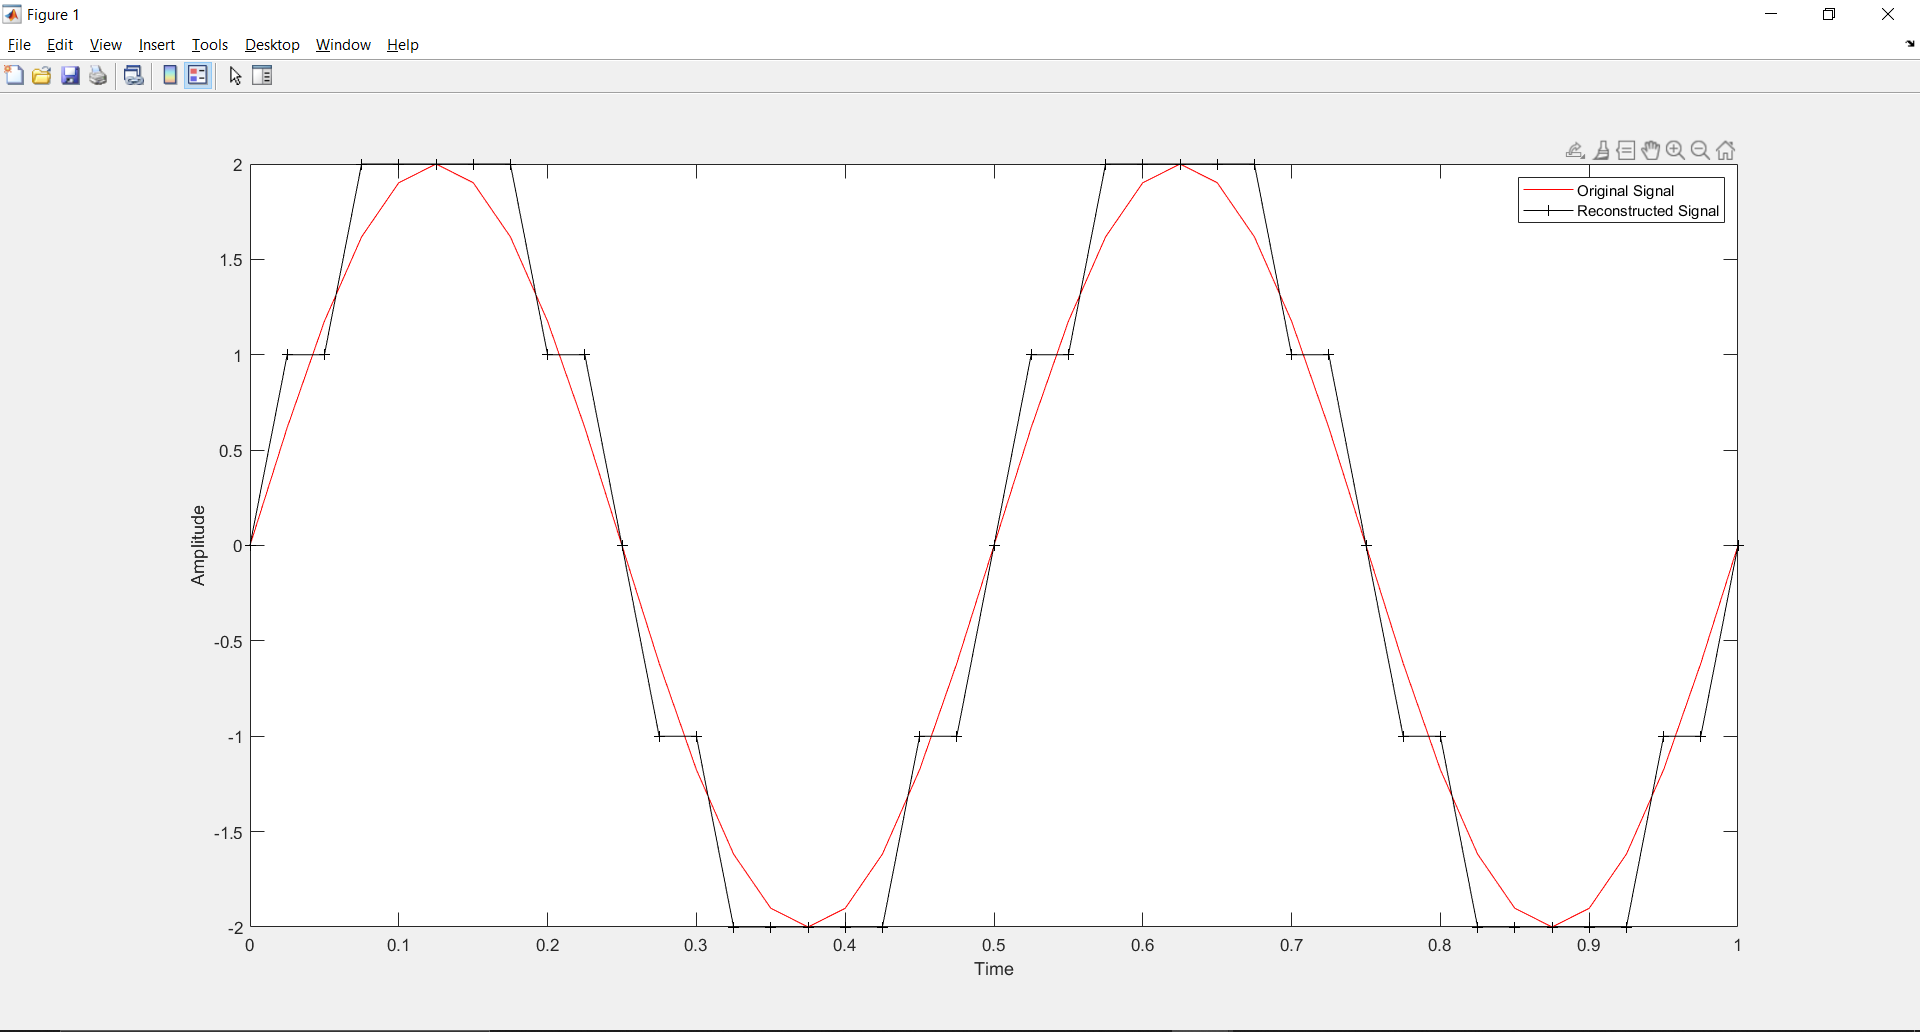 Figure 1
File Edit View Insert Tools Desktop Window Help
Original Signal
Reconstructed Signal
2
1.5
1
0.5
0
-0.5
-1
-1.5
-2
Amplitude
0 0.1 0.2 0.3 0.4 0.5 0.6 0.7 0.8 0.9 1
Time